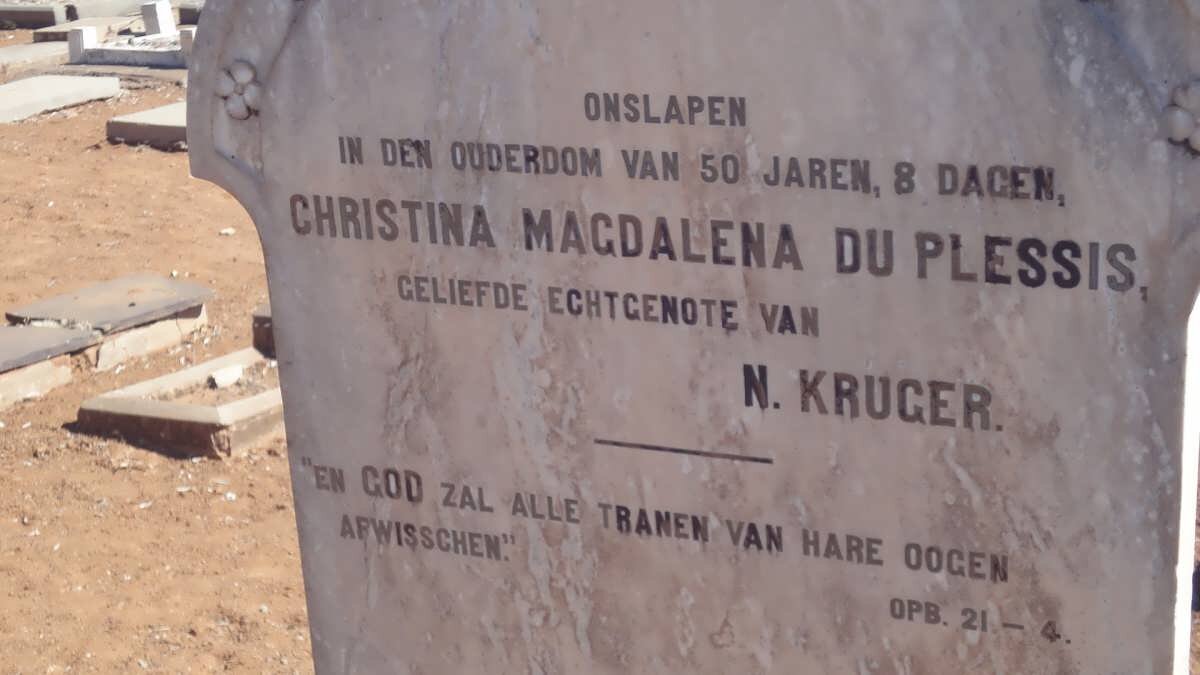 ONSLAPEN
IN DEN OUDERDOM VAN 50 JAREN, 8 DAGEN,
CHRISTINA MAGDALENA DU PLESSIS,
GELIEFDE ECHTGENOTE VAN
N. KRUGER.
"EN GOD ZAL ALLE TRANEN VAN HARE OOGEN
AFWISSCHEN."
OPB. 21 – 4.